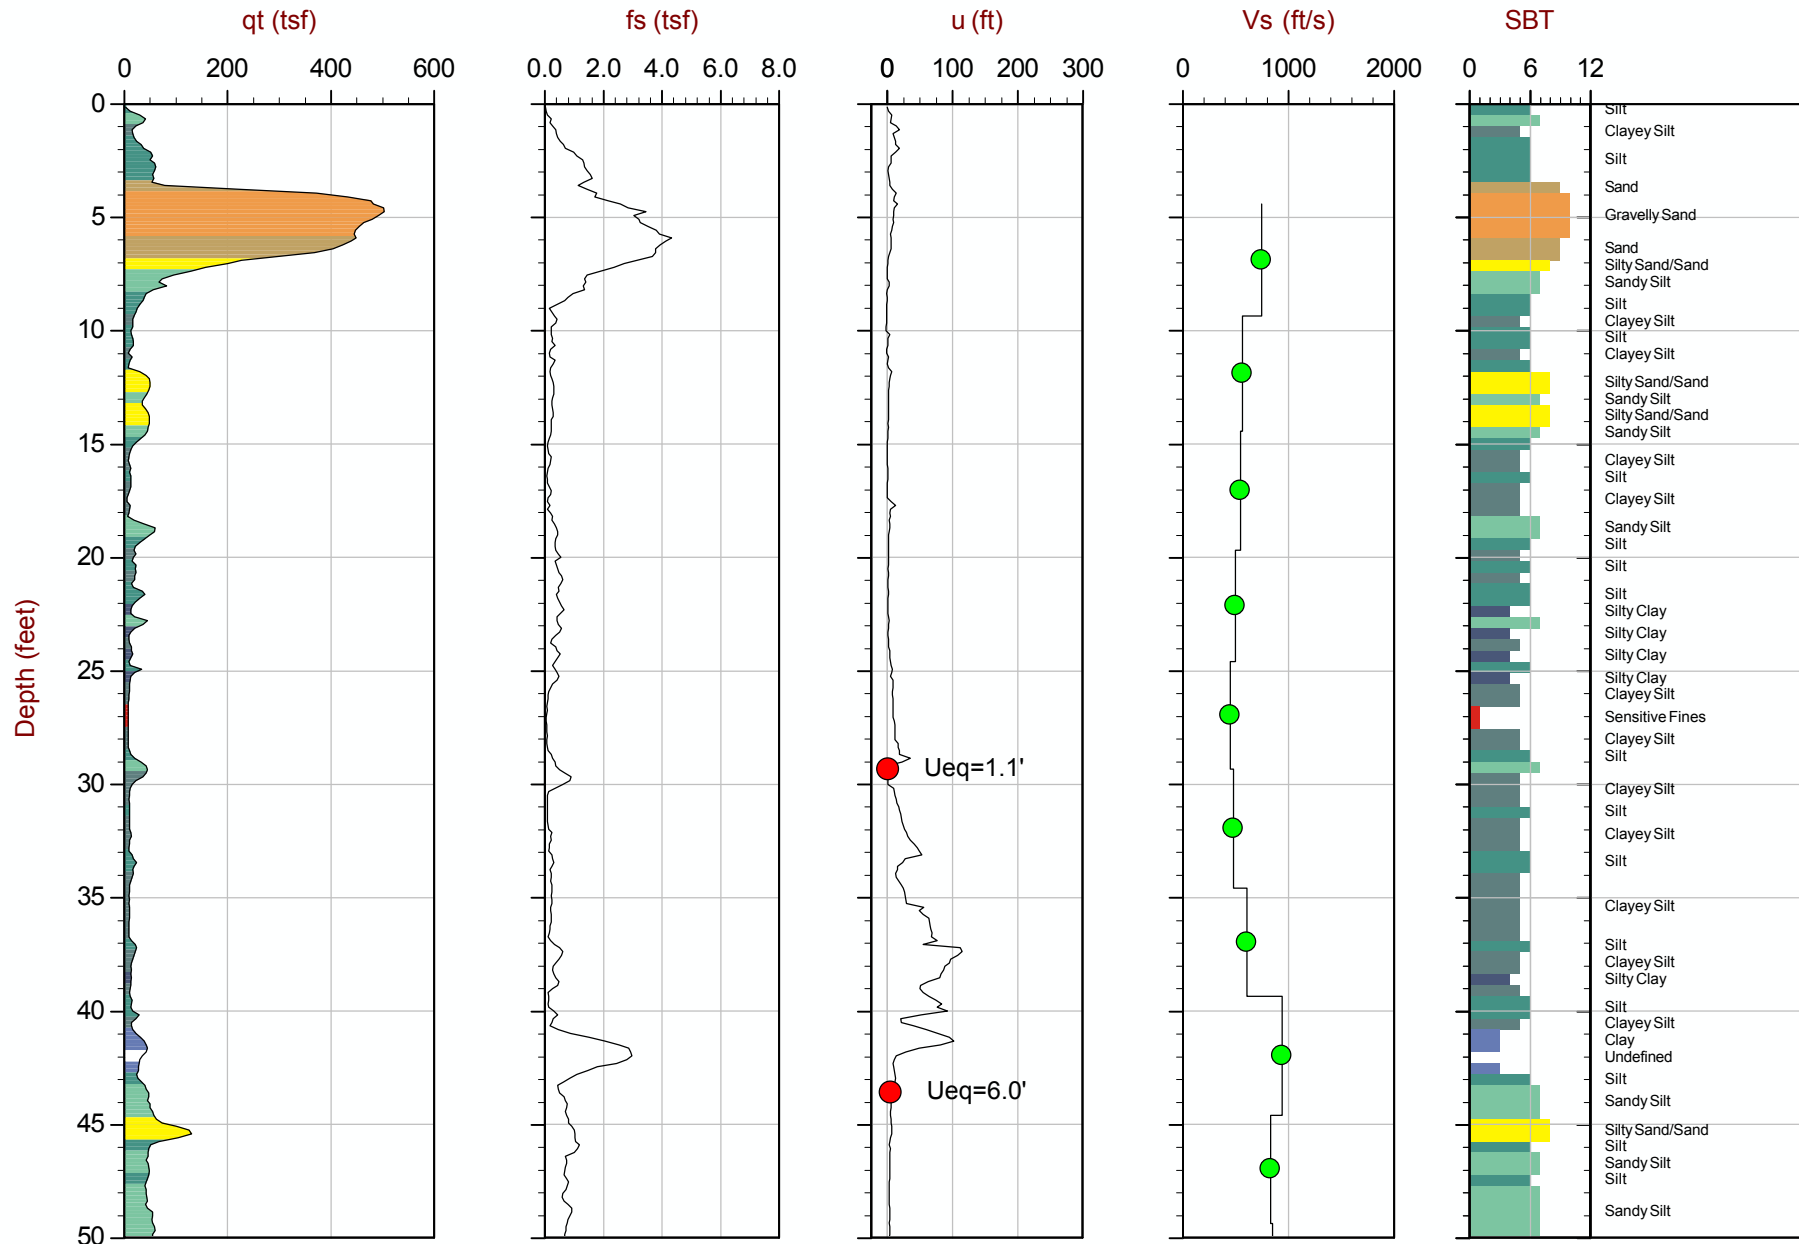 qt (tsf) fs (tsf) u (ft) Vs (ft/s) SBT
0 200 400 600 0.0 2.0 4.0 6.0 8.0 0 100 200 300 0 1000 2000 0 6 12
Depth (feet)
0
5
10
15
20
25
30
35
40
45
50
Ueq=1.1'
Ueq=6.0'
Silt
Clayey Silt
Silt
Sand
Gravelly Sand
Sand
Silty Sand/Sand
Sandy Silt
Silt
Clayey Silt
Silt
Clayey Silt
Silty Sand/Sand
Sandy Silt
Silty Sand/Sand
Sandy Silt
Clayey Silt
Silt
Clayey Silt
Sandy Silt
Silt
Silt
Silt
Silty Clay
Silty Clay
Silty Clay
Silty Clay
Clayey Silt
Sensitive Fines
Clayey Silt
Silt
Clayey Silt
Silt
Clayey Silt
Silt
Clayey Silt
Silt
Clayey Silt
Silty Clay
Silt
Clayey Silt
Clay
Undefined
Silt
Sandy Silt
Silty Sand/Sand
Silt
Sandy Silt
Silt
Sandy Silt